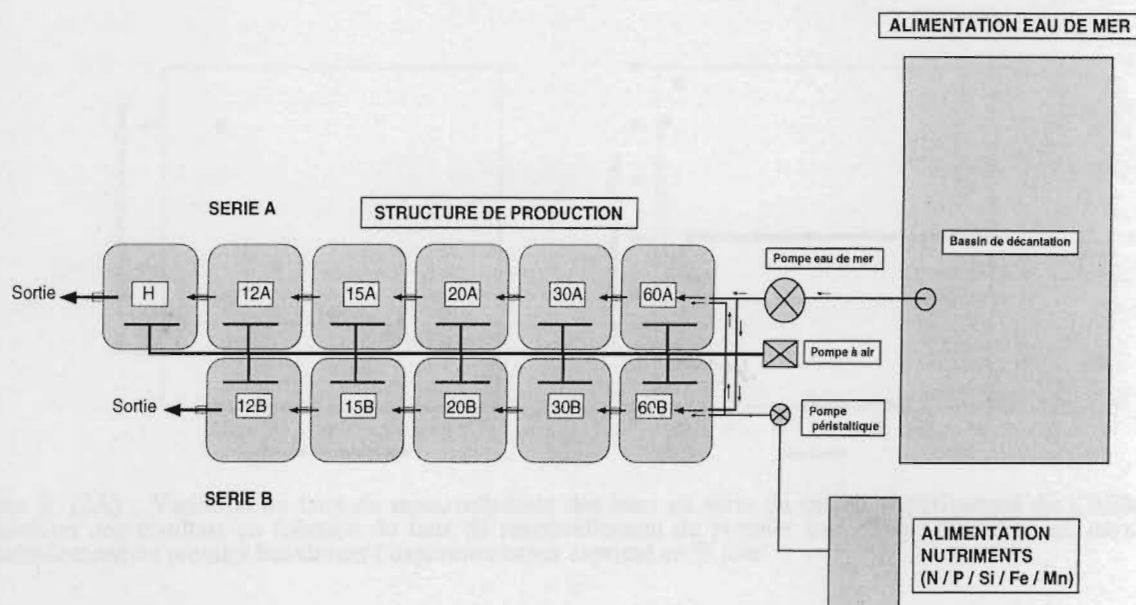 ALIMENTATION EAU DE MER
SERIE A
STRUCTURE DE PRODUCTION
Bassin de décantation
Pompe eau de mer
Sortie
H
12A
15A
20A
30A
60A
Pompe à air
Sortie
12B
15B
20B
30B
60B
Pompe
péristaltique
SERIE B
ALIMENTATION
NUTRIMENTS
(N / P / Si / Fe / Mn)